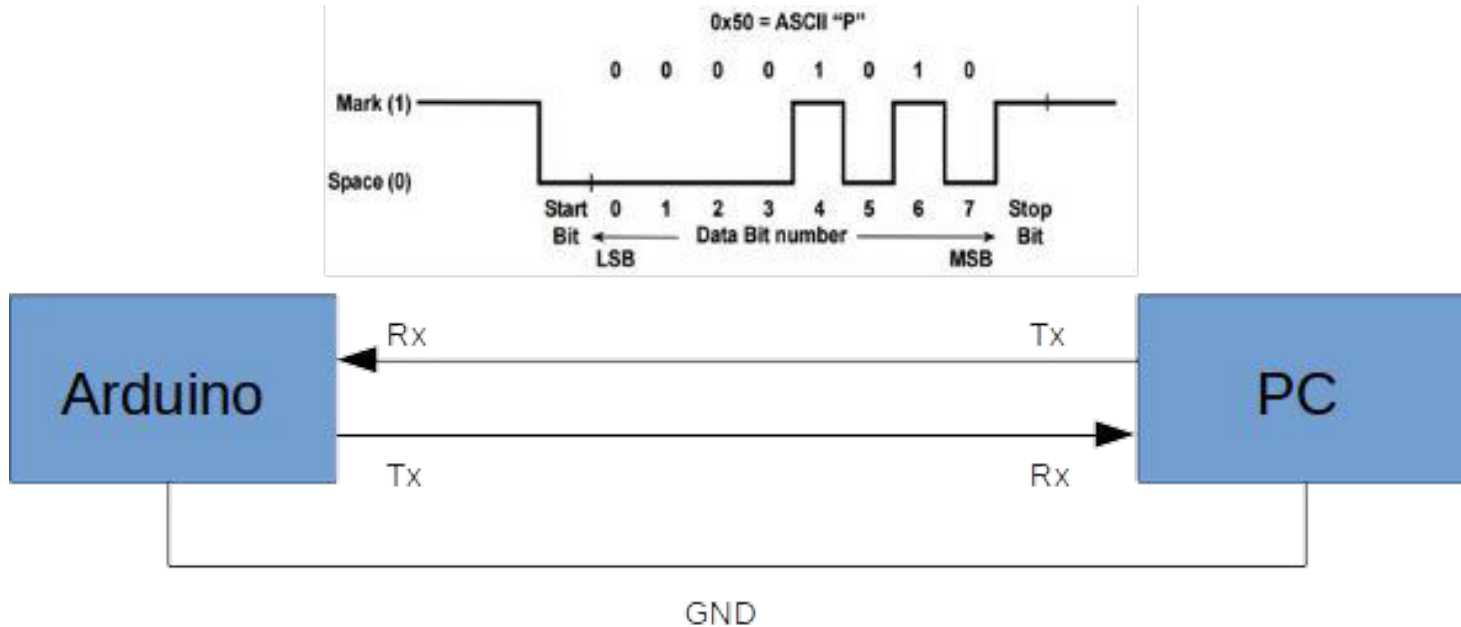 0x50 = ASCII “P”
0 0 0 0 1 0 1 0
Mark (1)
Space (0)
Start 0 1 2 3 4 5 6 7 Stop
Bit Data Bit number Bit
LSB MSB
Rx Tx
Arduino PC
Tx Rx
GND